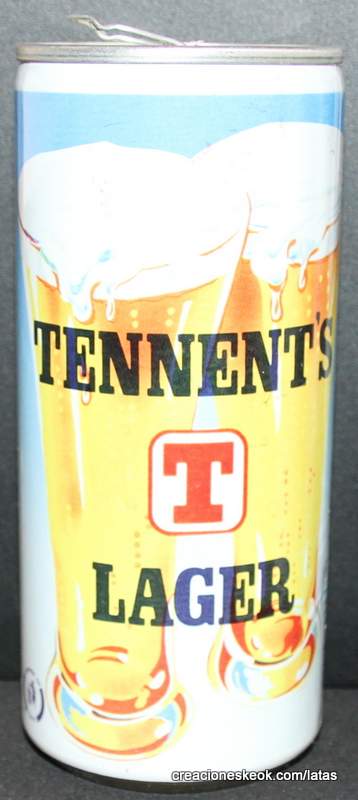 TENNENT'S
T
LAGER
creacioneskeok.com/latas